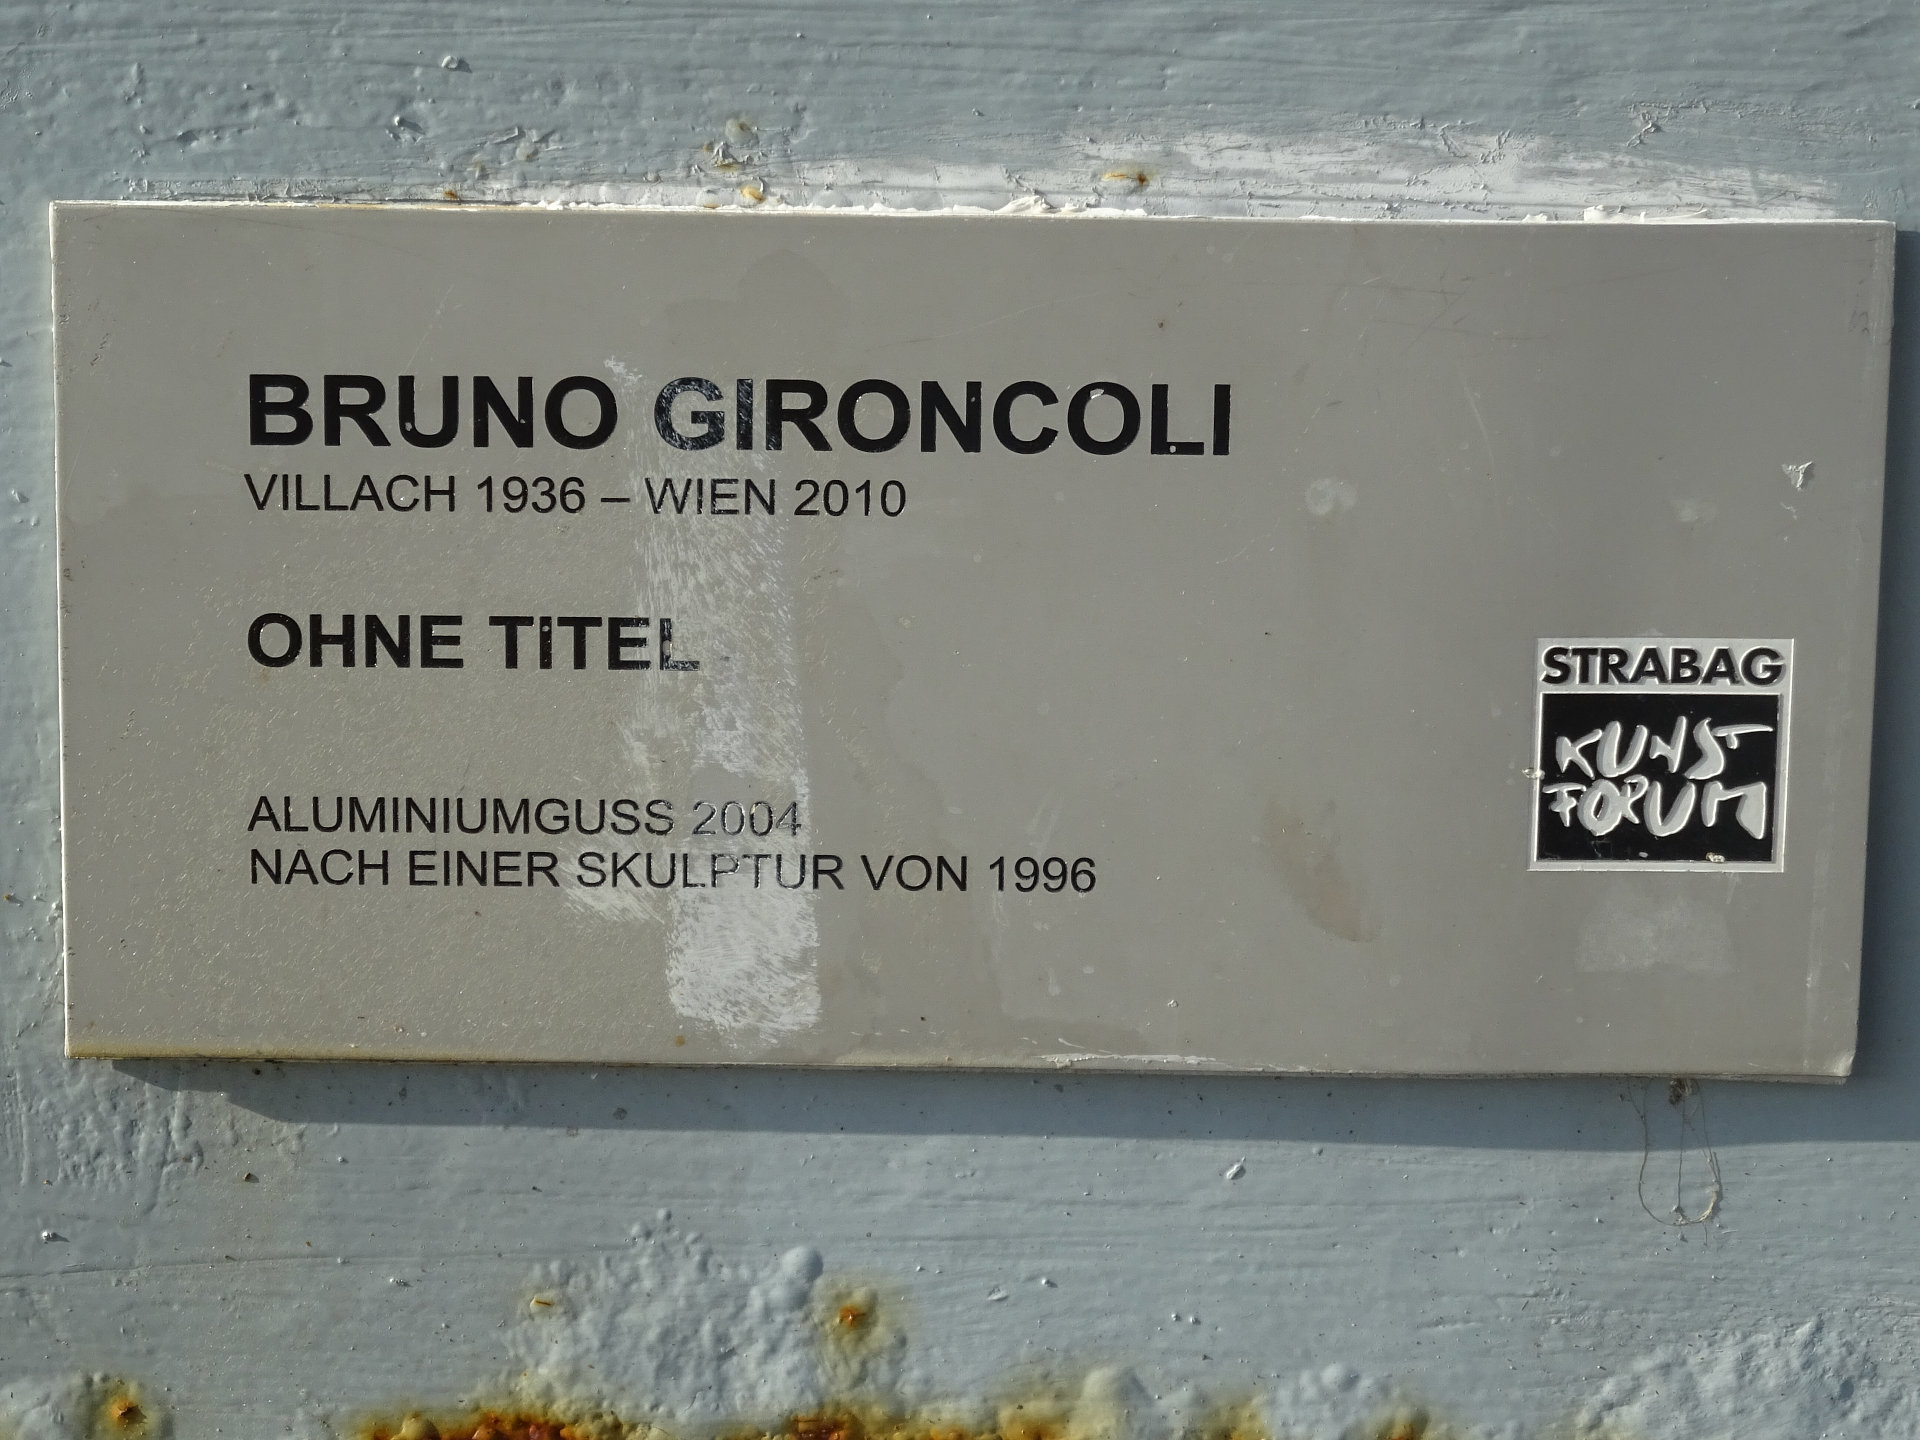 BRUNO GIRONCOLI
VILLACH 1936 – WIEN 2010
OHNE TITEL
ALUMINIUMGUSS 2004
NACH EINER SKULPTUR VON 1996
STRABAG
KUNST
FORUM